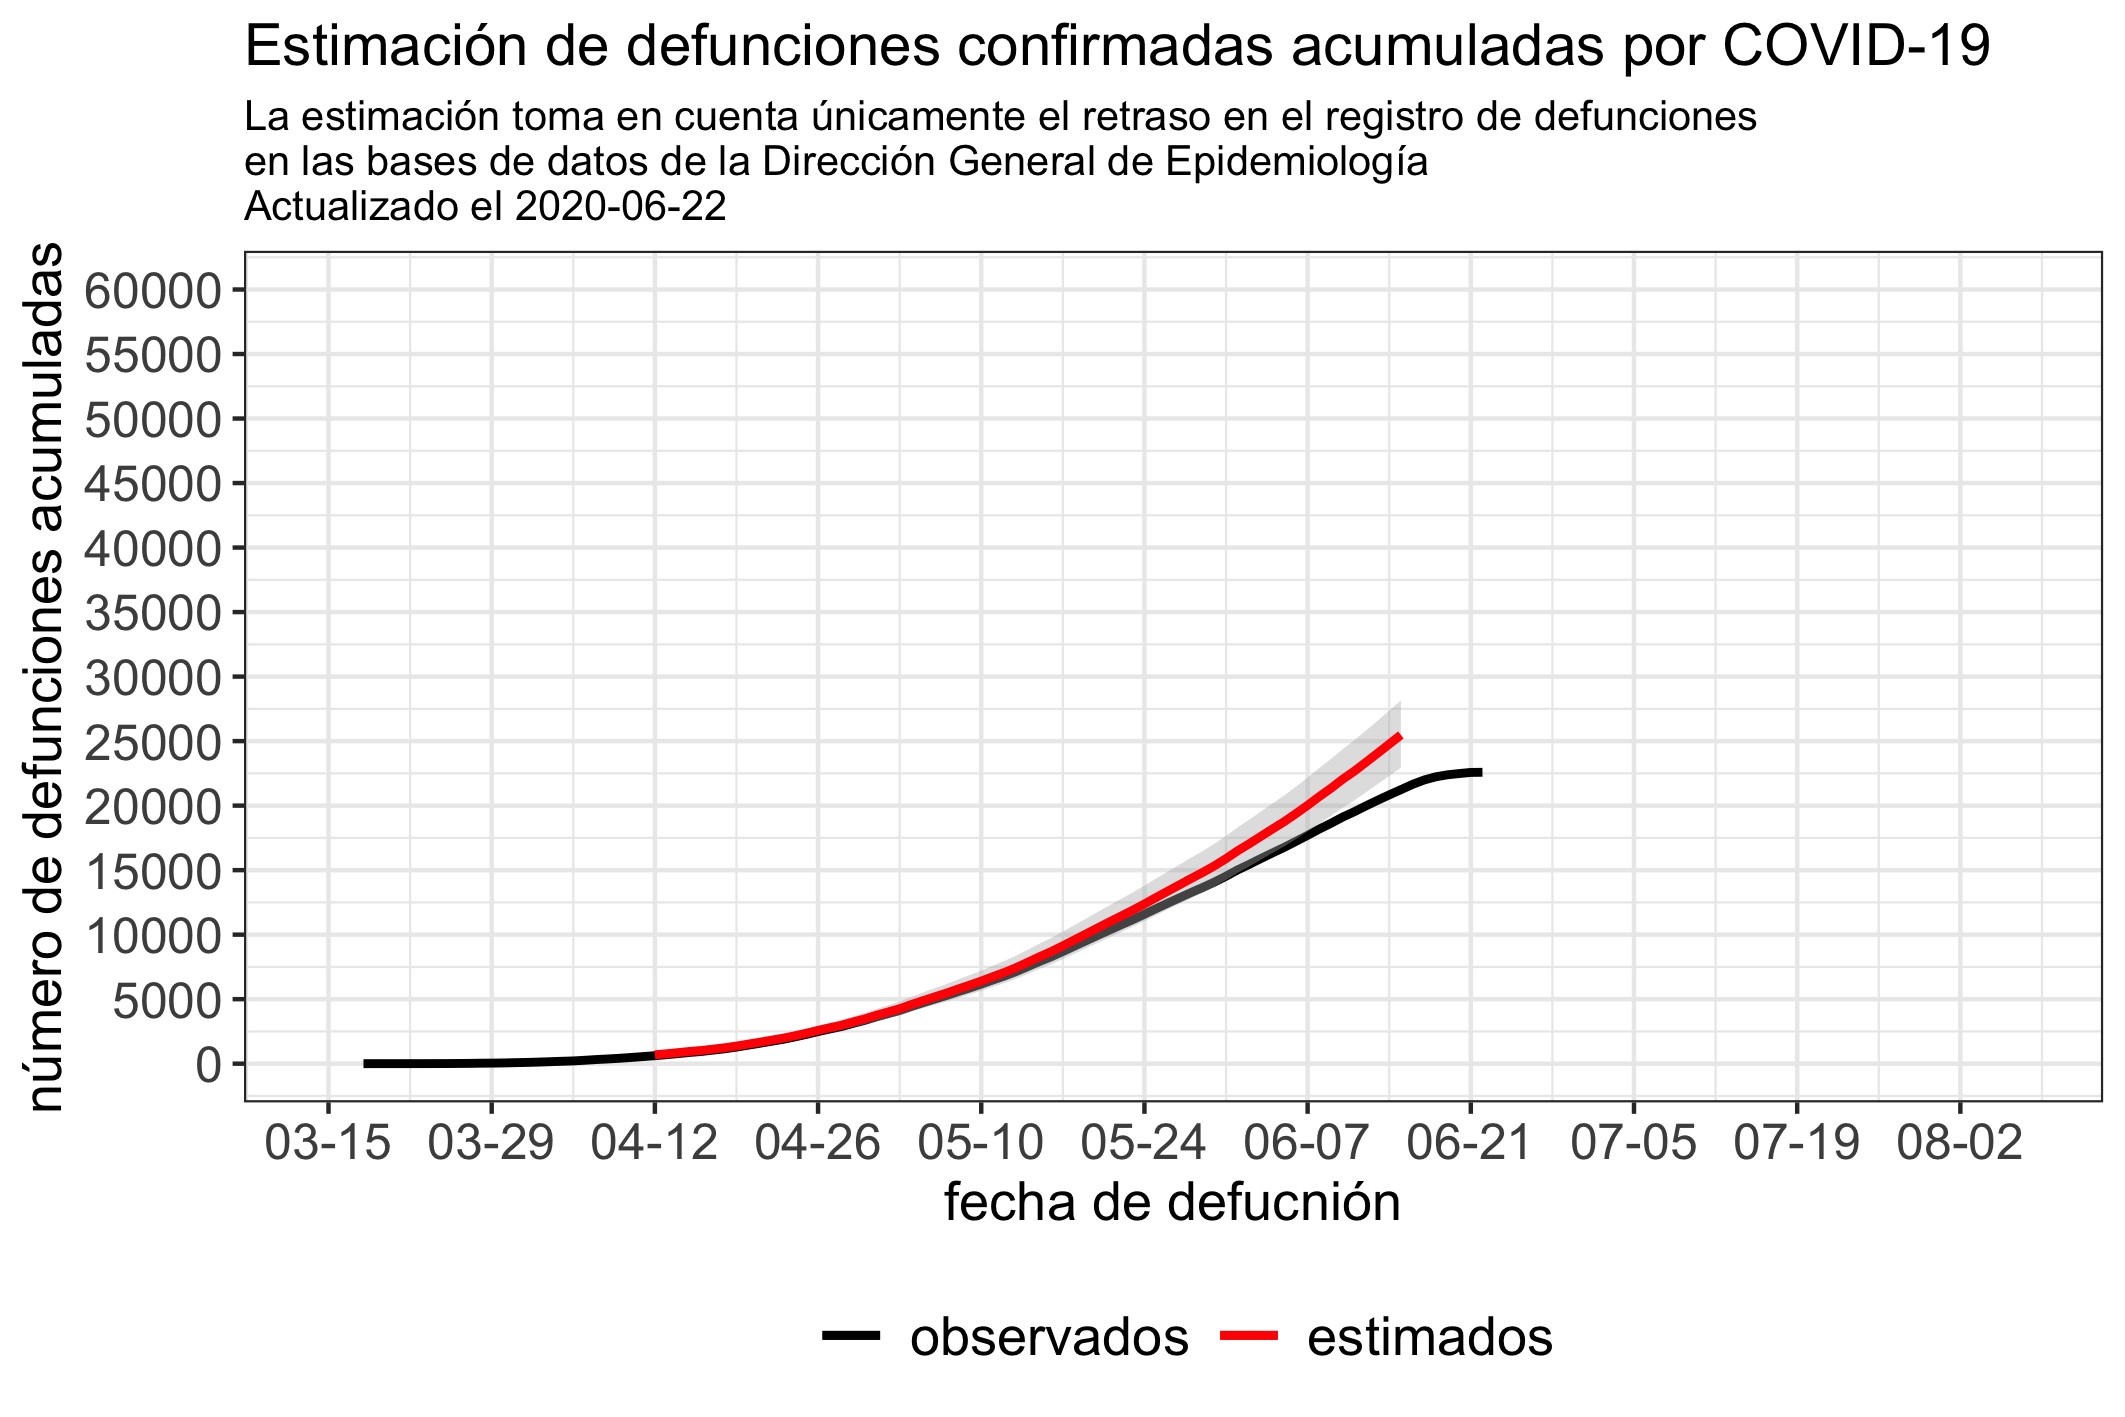 Estimación de defunciones confirmadas acumuladas por COVID-19
La estimación toma en cuenta únicamente el retraso en el registro de defunciones
en las bases de datos de la Dirección General de Epidemiología
Actualizado el 2020-06-22
número de defunciones acumuladas
60000
55000
50000
45000
40000
35000
30000
25000
20000
15000
10000
5000
0
03-15 03-29 04-12 04-26 05-10 05-24 06-07 06-21 07-05 07-19 08-02
fecha de defucnión
observados estimados